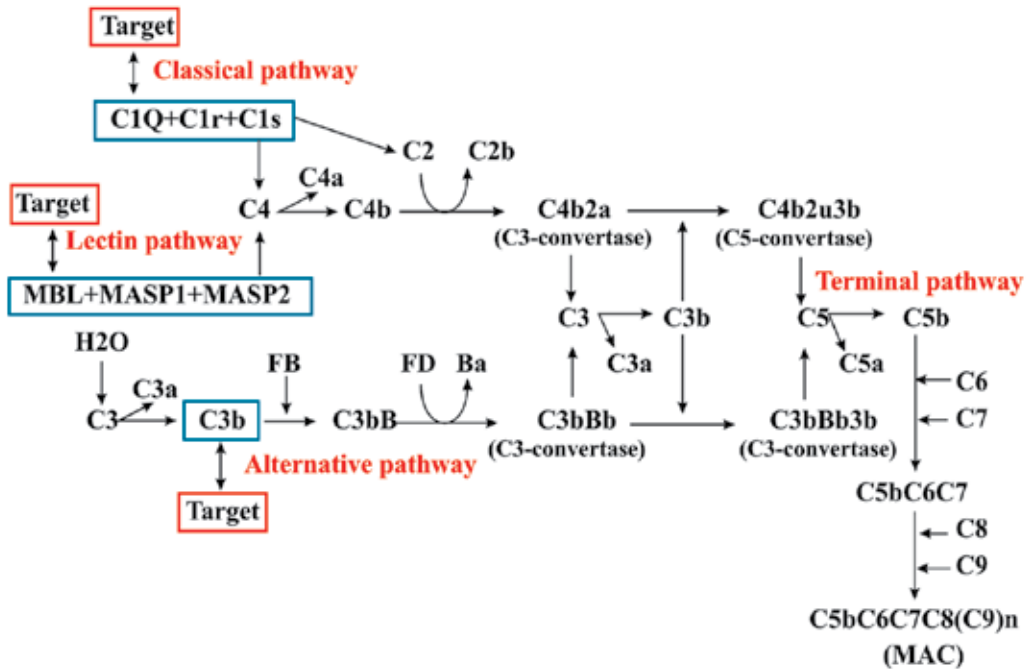 Target
Classical pathway
C1Q+C1r+C1s
C2
C2b
C4a
Target
C4
C4b
C4b2a
C4b2u3b
Lectin pathway
(C3-convertase)
(C5-convertase)
MBL+MASP1+MASP2
Terminal pathway
C3
C3b
C5
C5b
H2O
C3a
FB
FD
Ba
C3a
C5a
C6
C3
C3b
C3bB
C3bBb
C3bBb3b
C7
(C3-convertase)
(C3-convertase)
Alternative pathway
Target
C5bC6C7
C8
C9
C5bC6C7C8(C9)n
(MAC)